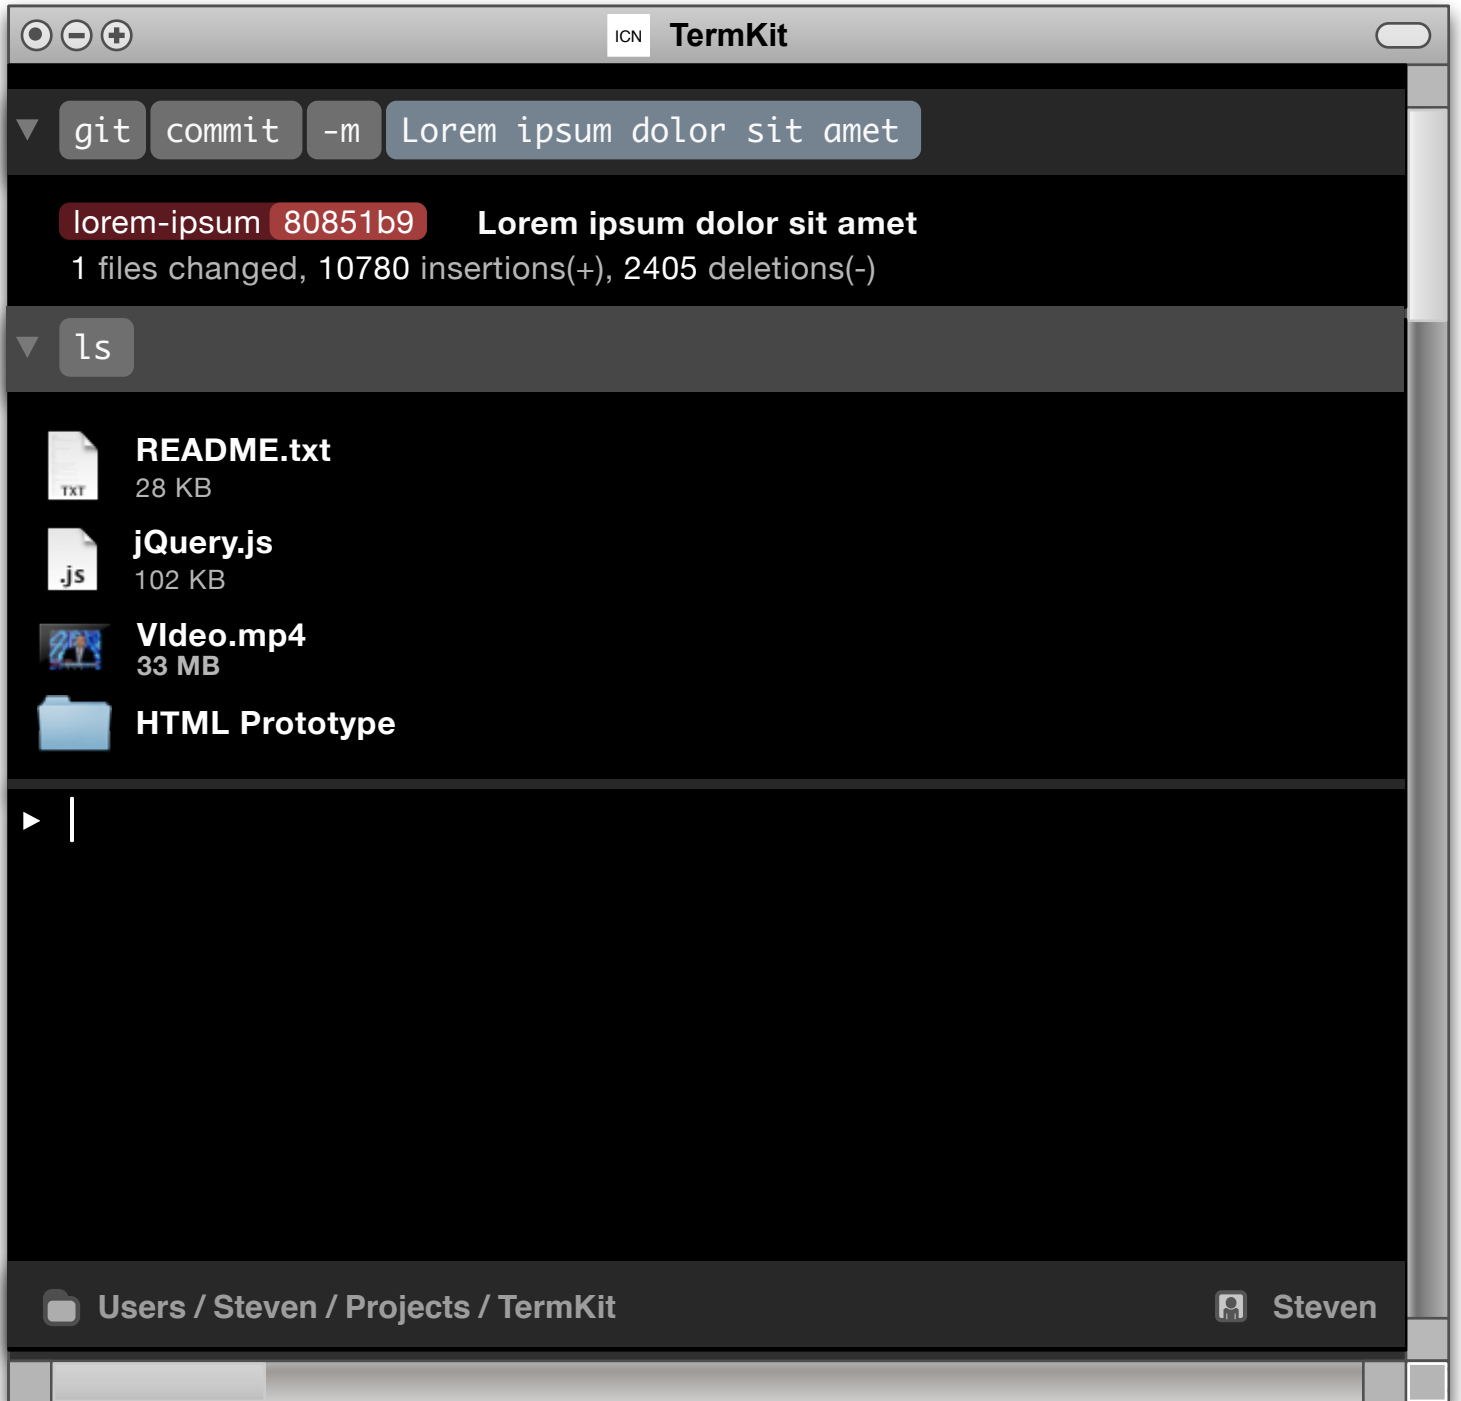 ICN TermKit
git commit -m Lorem ipsum dolor sit amet
lorem-ipsum 80851b9 Lorem ipsum dolor sit amet
1 files changed, 10780 insertions(+), 2405 deletions(-)
ls
README.txt
TXT
28 KB
jQuery.js
.js
102 KB
VIdeo.mp4
33 MB
HTML Prototype
Users / Steven / Projects / TermKit Steven